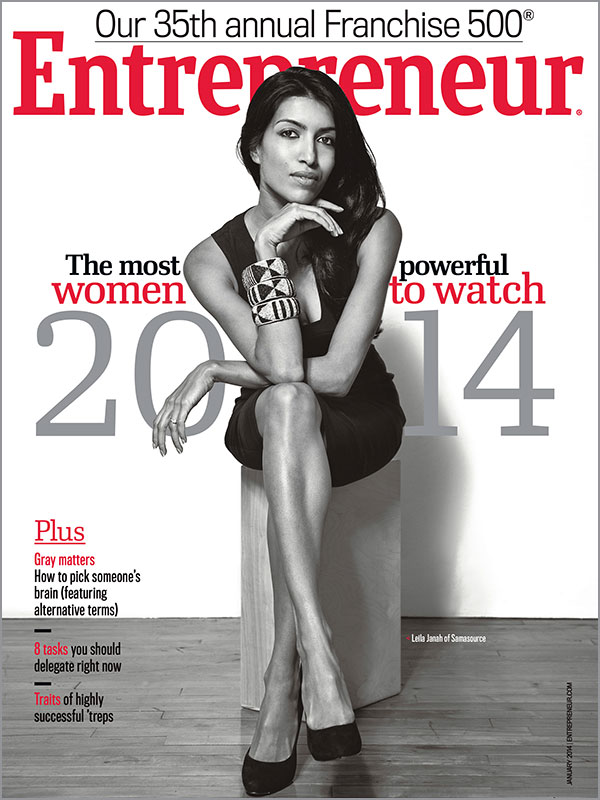 Our 35th annual Franchise 500®
Entrepreneur®
The most powerful
women to watch
2014
Plus
Gray matters
How to pick someone's
brain (featuring
alternative terms)
8 tasks you should
delegate right now
Traits of highly
successful 'treps
Leila Janah of Samasource
JANUARY 2014 | ENTREPRENEUR.COM